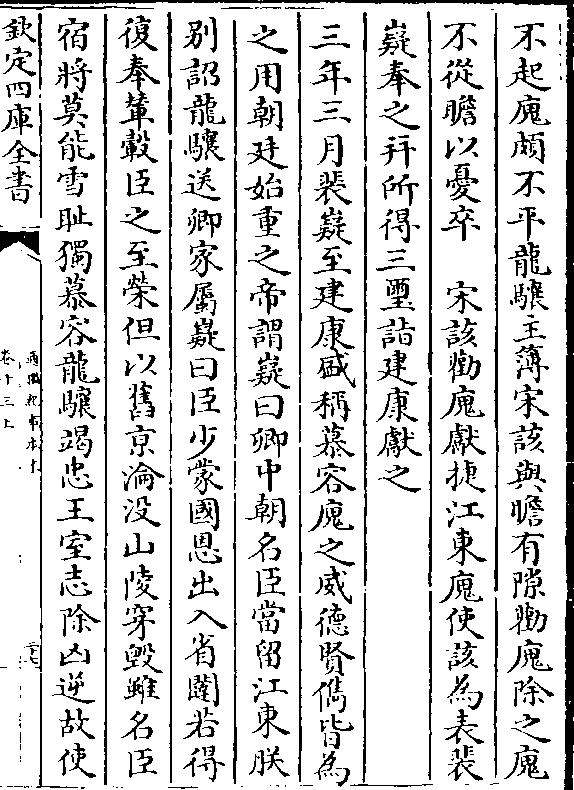 不起廆頗不平龍驤主薄宋該與瞻有隙勸廆除之廆
不從瞻以憂卒　宋該勸廆獻捷江東廆使該為表裴
嶷奉之并所得三璽詣建康獻之
三年三月裴嶷至建康盛稱慕容廆之威德賢儁皆為
之用朝廷始重之帝謂嶷曰卿中朝名臣當留江東朕
别詔龍驤送卿家屬嶷曰臣少蒙國恩出入省闥若得
復奉輦轂臣之至榮但以舊京淪没山陵穿毁雖名臣
宿將莫能雪耻獨慕容龍驤竭忠王室志除凶逆故使
欽定四庫全書
通鑑紀事本末
卷十三上